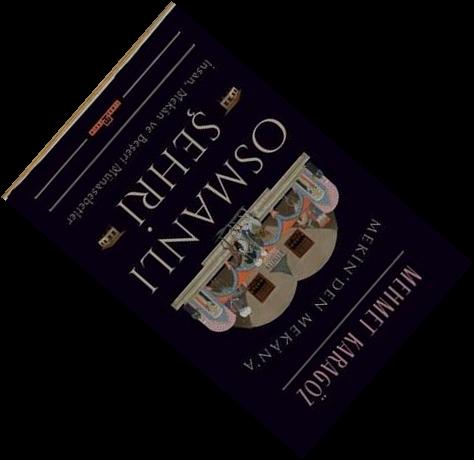 MEHMET KARAGÖZ
MEKÎN'DEN MEKÂN'A
OSMANLI
ŞEHRİ
İnsan, Mekân ve Beşerî Münasebetler